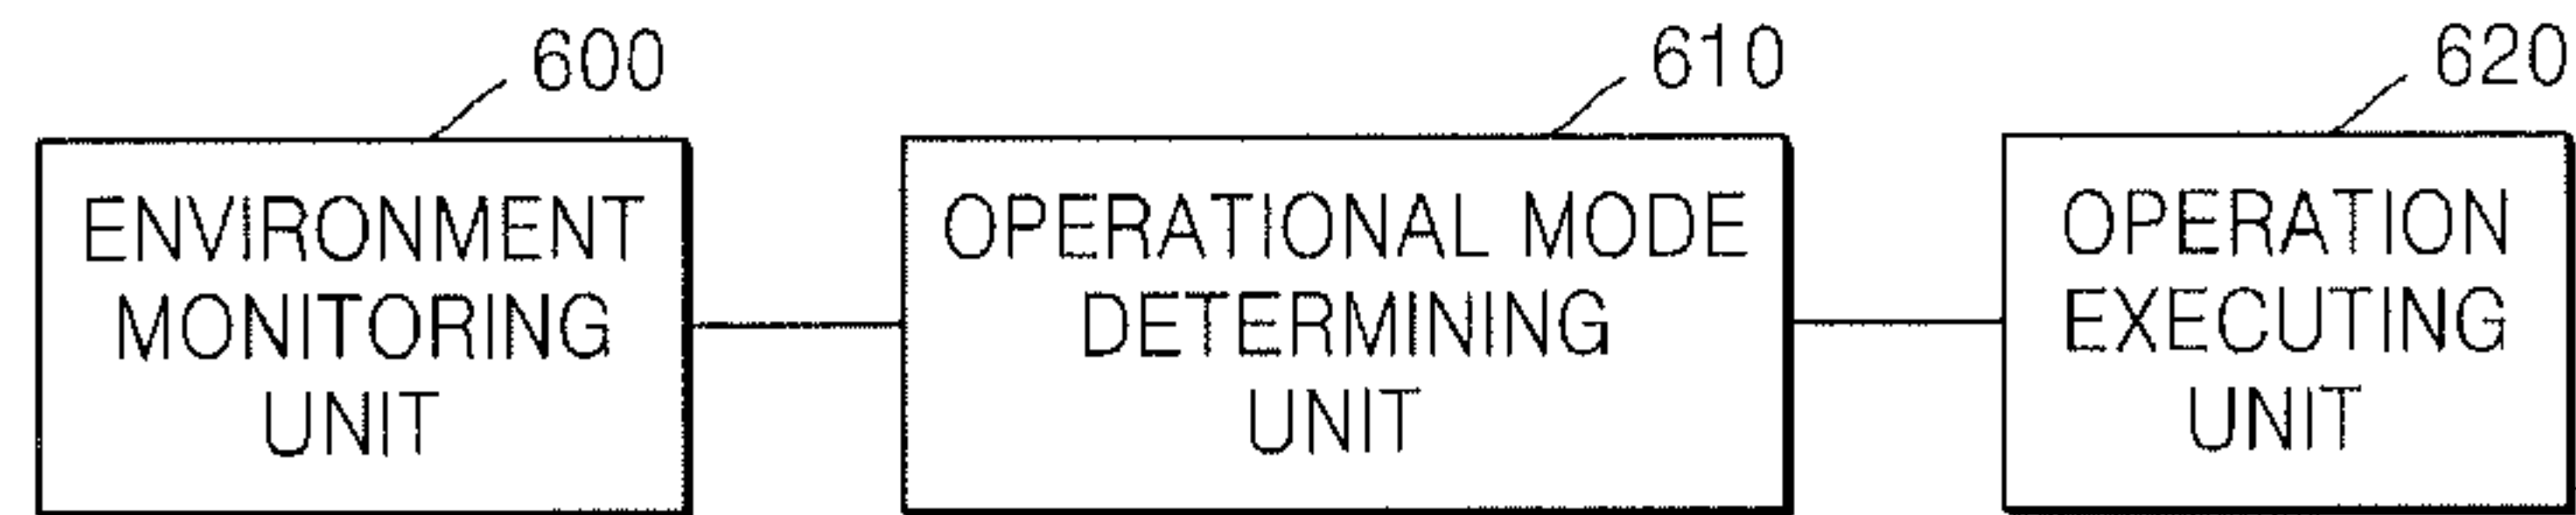 600
ENVIRONMENT
MONITORING
UNIT
610
OPERATIONAL MODE
DETERMINING
UNIT
620
OPERATION
EXECUTING
UNIT